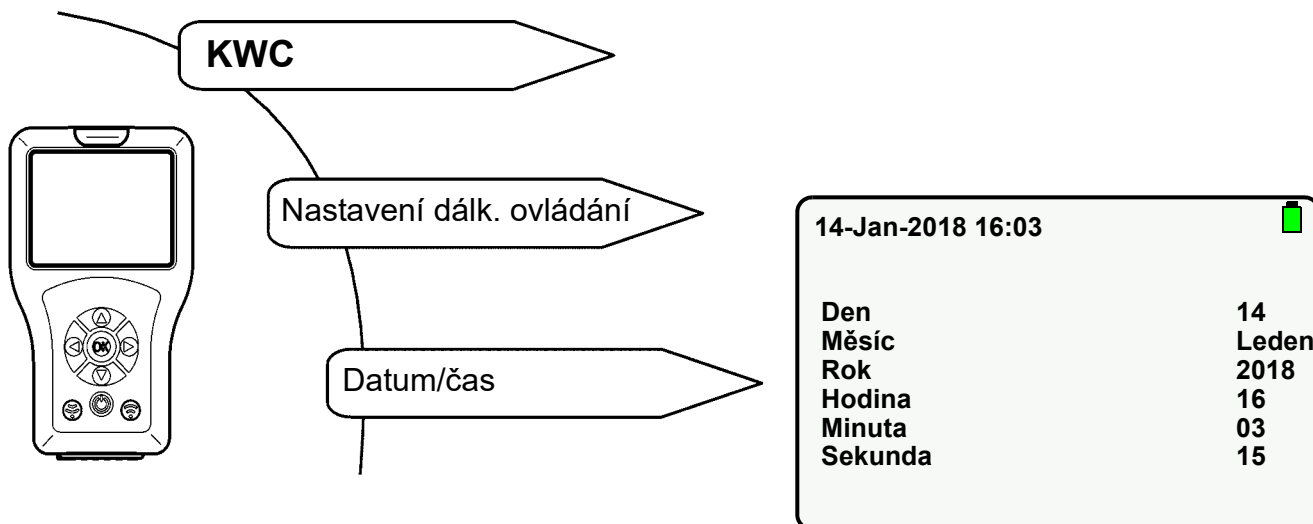 KWC
Nastavení dálk. ovládání
Datum/čas
OK
14-Jan-2018 16:03
Den 14
Měsíc Leden
Rok 2018
Hodina 16
Minuta 03
Sekunda 15